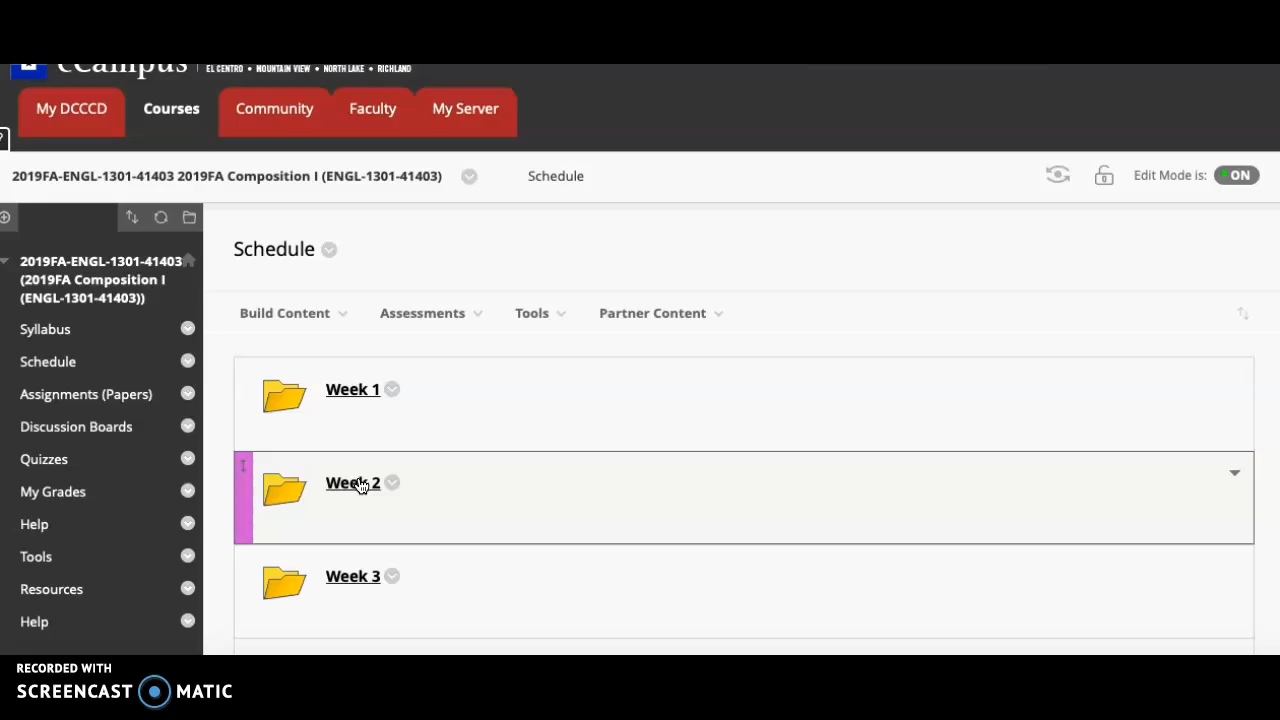 eCampus
EL CENTRO • MOUNTAIN VIEW • NORTH LAKE • RICHLAND
My DCCCD
Courses
Community
Faculty
My Server
?
2019FA-ENGL-1301-41403 2019FA Composition I (ENGL-1301-41403)
Schedule
Edit Mode is:
ON
2019FA-ENGL-1301-41403
(2019FA Composition I
(ENGL-1301-41403))
Syllabus
Schedule
Assignments (Papers)
Discussion Boards
Quizzes
My Grades
Help
Tools
Resources
Help
Schedule
Build Content
Assessments
Tools
Partner Content
Week 1
Week 2
Week 3
RECORDED WITH
SCREENCAST MATIC